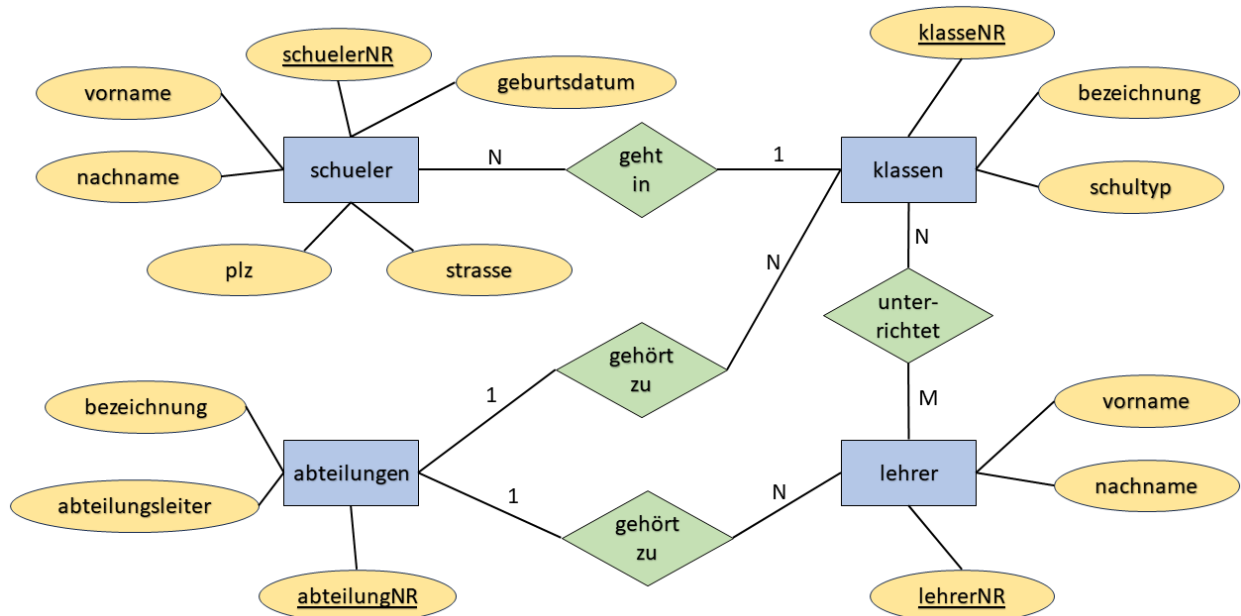 schuelerNR
klasseNR
vorname
geburtsdatum
bezeichnung
nachname
schueler
N
geht
in
1
klassen
schultyp
plz
strasse
N
N
unter-
richtet
gehört
zu
1
M
bezeichnung
vorname
abteilungen
lehrer
abteilungsleiter
1
gehört
zu
N
nachname
abteilungNR
lehrerNR